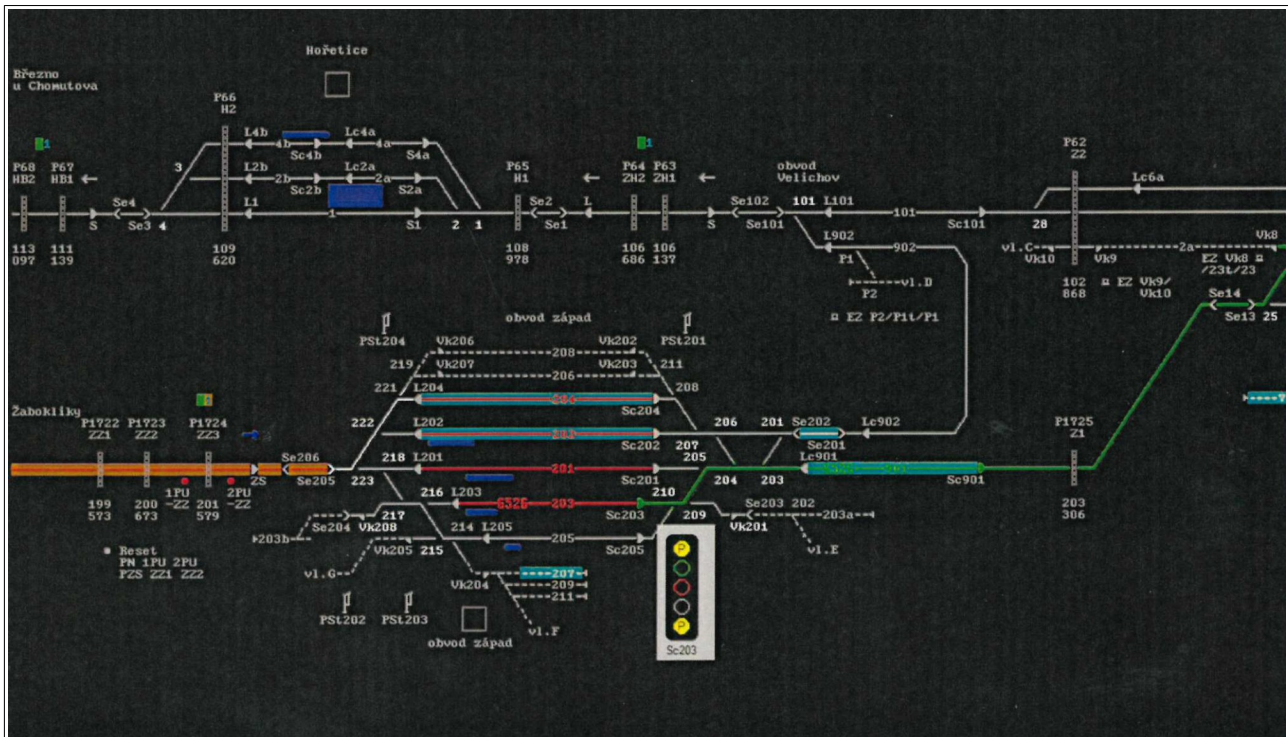 Hořetice
Březno
u Chomutova
P66
H2
L4b
4b
Sc4b
Lc4a
4a
S4a
P68
HB2
P67
HB1
3
L2b
2b
Sc2b
Lc2a
2a
S2a
P65
H1
1
P64
ZH2
P63
ZH1
obvod
Velichov
P62
Z2
Lc6a
S
Se4
Se3
4
L1
1
S1
2
1
Se2
Se1
L
S
Se102
Se101
101
L101
101
Sc101
28
113
097
111
139
109
620
108
978
106
686
106
137
L902
902
P1
P2
vl.D
¤ EZ P2/P1t/P1
vl.C
Vk10
Vk9
2a
Vk8
102
868
¤ EZ Vk9/
Vk10
EZ Vk8 ¤
/23t/23
Se14
Se13
25
obvod západ
PSt204
PSt201
Vk206
208
Vk202
219
Vk207
206
Vk203
211
221
L204
Sc204
208
Žabokliky
P1722
ZZ1
P1723
ZZ2
P1724
ZZ3
222
L202
Sc202
207
206
201
Se202
Se201
Lc902
P1725
Z1
ZS
Se206
Se205
218
223
L201
201
Sc201
205
204
203
Lc901
Sc901
199
573
200
673
1PU
-ZZ
201
579
2PU
-ZZ
216
L203
6526
203
Sc203
210
209
Se203
202
203a
Vk201
vl.E
203
306
203b
Se204
217
Vk208
214
L205
205
Sc205
Vk205
215
Reset
PN 1PU 2PU
PZS ZZ1 ZZ2
vl.G
Vk204
207
209
211
vl.F
PSt202
PSt203
obvod západ
P
P
Sc203